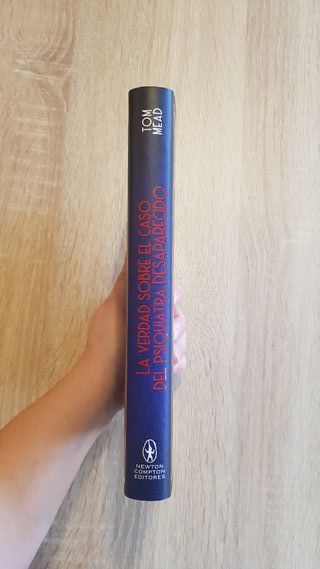 TOM
MEAD
LA VERDAD SOBRE EL CASO
DEL PSIQUIATRA DESAPARECIDO
NEWTON
COMPTON
EDITORES